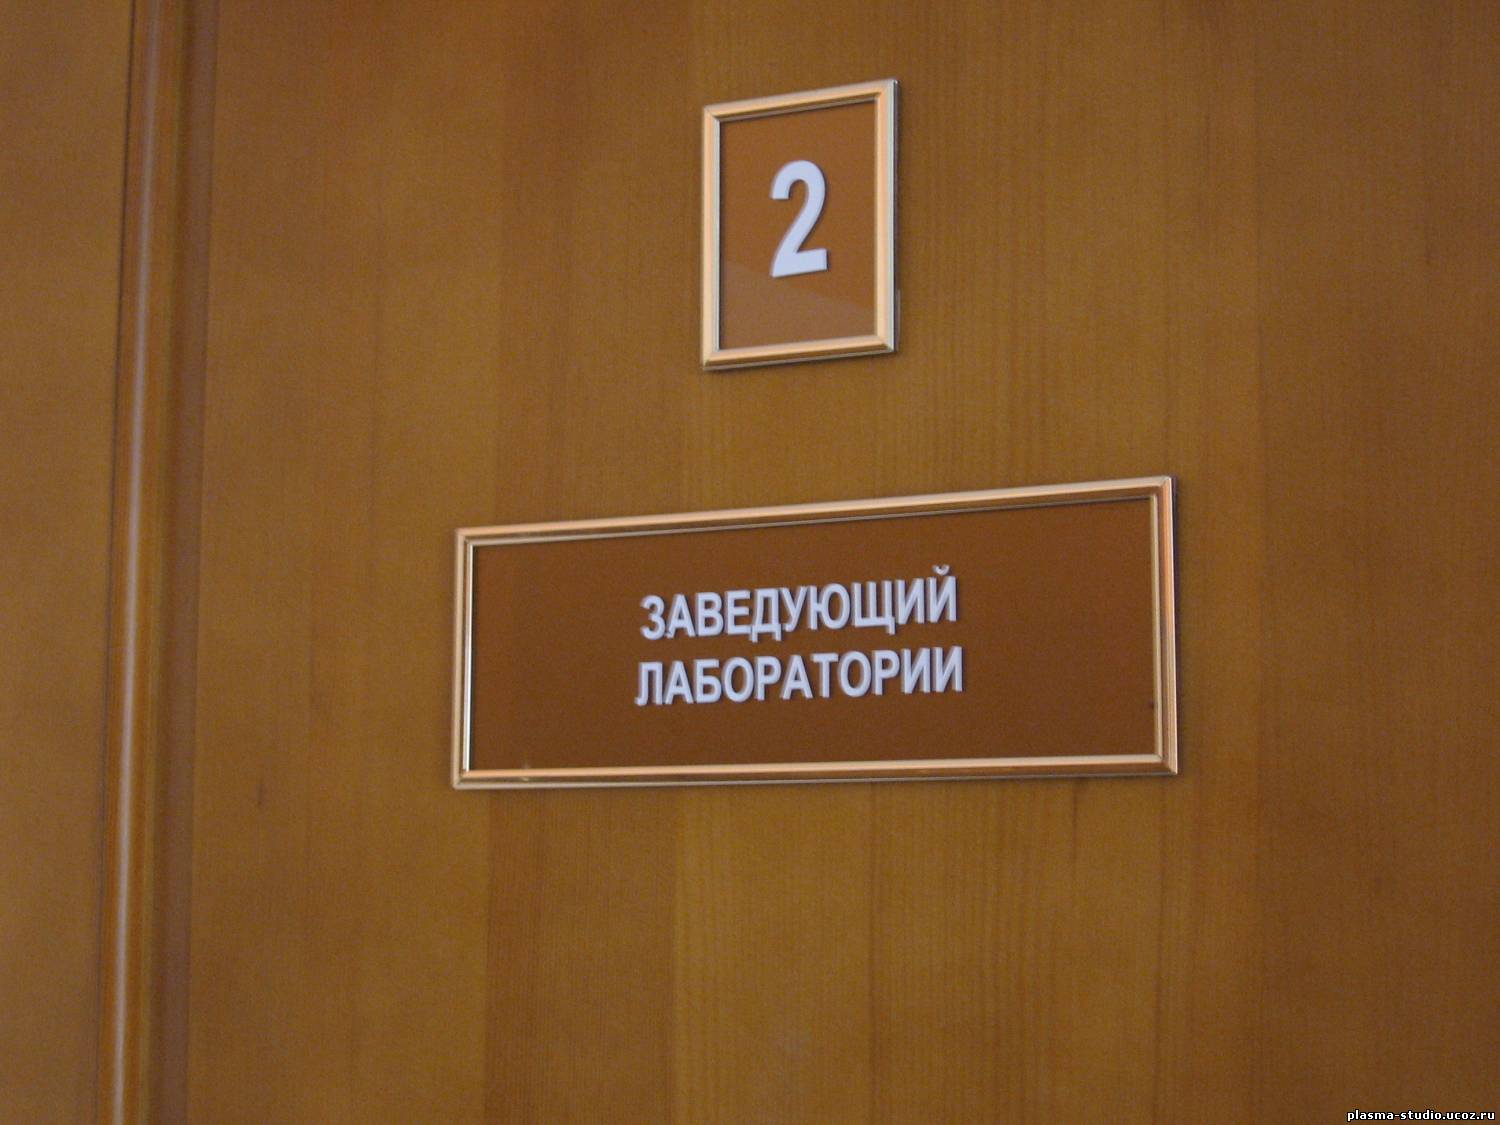 2
ЗАВЕДУЮЩИЙ
ЛАБОРАТОРИИ
plasma-studio.ucoz.ru